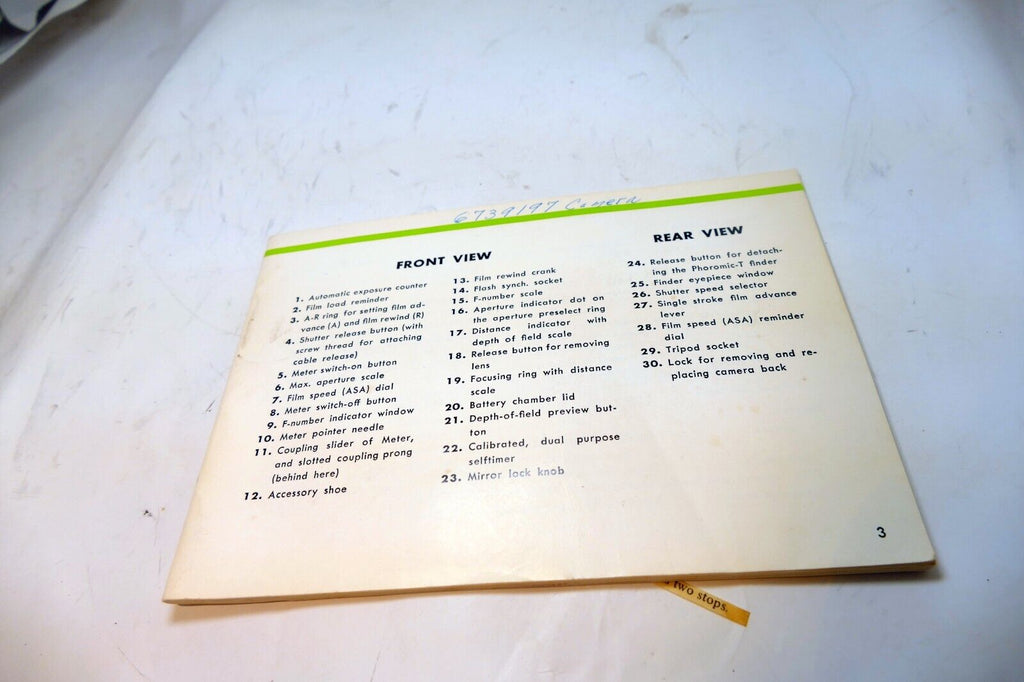 6739197 Camera
FRONT VIEW
1. Automatic exposure counter
2. Film load reminder
3. A-R ring for setting film ad-
vance (A) and film rewind (R)
4. Shutter release button (with
screw thread for attaching
cable release)
5. Meter switch-on button
6. Max. aperture scale
7. Film speed (ASA) dial
8. Meter switch-off button
9. F-number indicator window
10. Meter pointer needle
11. Coupling slider of Meter,
and slotted coupling prong
(behind here)
12. Accessory shoe
13. Film rewind crank
14. Flash synch. socket
15. F-number scale
16. Aperture indicator dot on
the aperture preselect ring
17. Distance indicator with
depth of field scale
18. Release button for removing
lens
19. Focusing ring with distance
scale
20. Battery chamber lid
21. Depth-of-field preview but-
ton
22. Calibrated, dual purpose
selftimer
23. Mirror lock knob
REAR VIEW
24. Release button for detach-
ing the Phoromic-T finder
25. Finder eyepiece window
26. Shutter speed selector
27. Single stroke film advance
lever
28. Film speed (ASA) reminder
dial
29. Tripod socket
30. Lock for removing and re-
placing camera back
3
two stops.